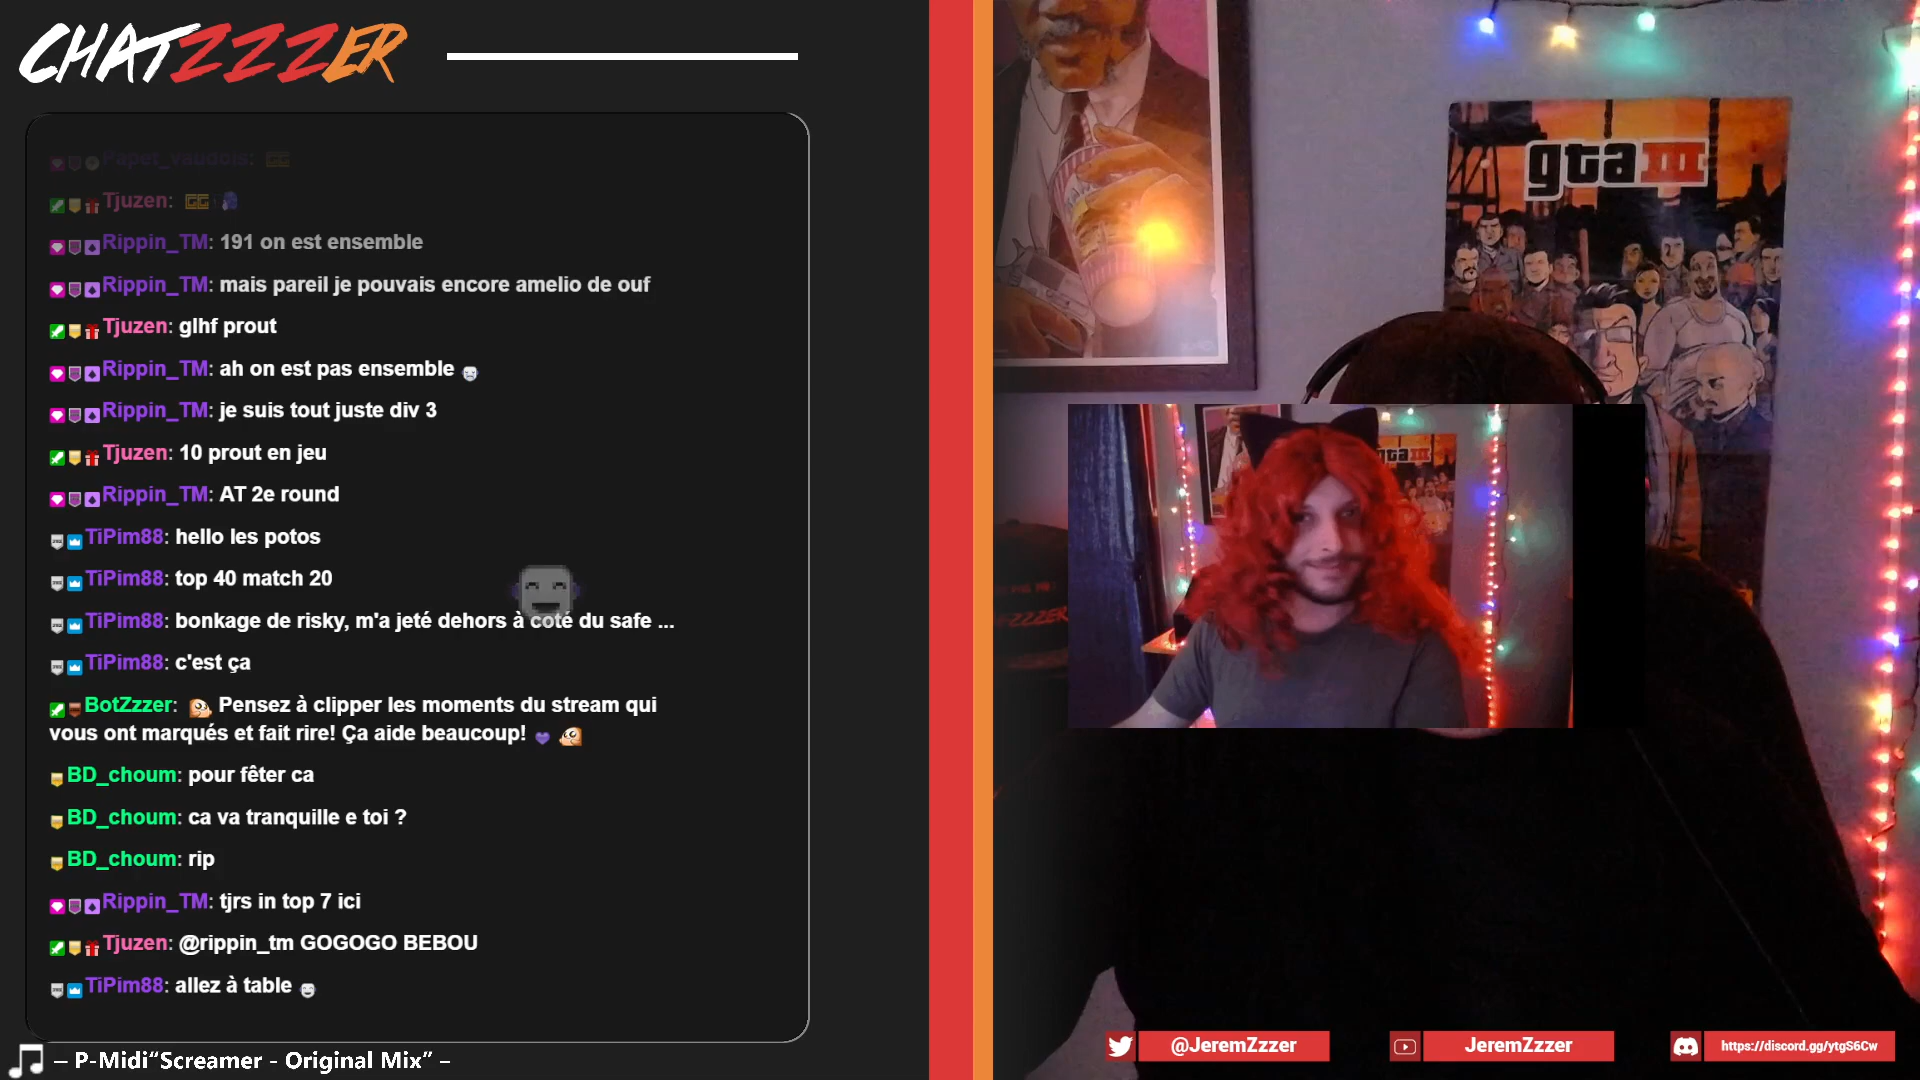 CHATZZZER
Papet_vaudois: GG
Tjuzen: GG
Rippin_TM: 191 on est ensemble
Rippin_TM: mais pareil je pouvais encore amelio de ouf
Tjuzen: glhf prout
Rippin_TM: ah on est pas ensemble
Rippin_TM: je suis tout juste div 3
Tjuzen: 10 prout en jeu
Rippin_TM: AT 2e round
TiPim88: hello les potos
TiPim88: top 40 match 20
TiPim88: bonkage de risky, m'a jeté dehors à coté du safe ...
TiPim88: c'est ça
BotZzzer: Pensez à clipper les moments du stream qui
vous ont marqués et fait rire! Ça aide beaucoup!
BD_choum: pour fêter ca
BD_choum: ca va tranquille e toi ?
BD_choum: rip
Rippin_TM: tjrs in top 7 ici
Tjuzen: @rippin_tm GOGOGO BEBOU
TiPim88: allez à table
– P-Midi“Screamer - Original Mix” –
gta III
gta III
@JeremZzzer
JeremZzzer
https://discord.gg/ytgS6Cw